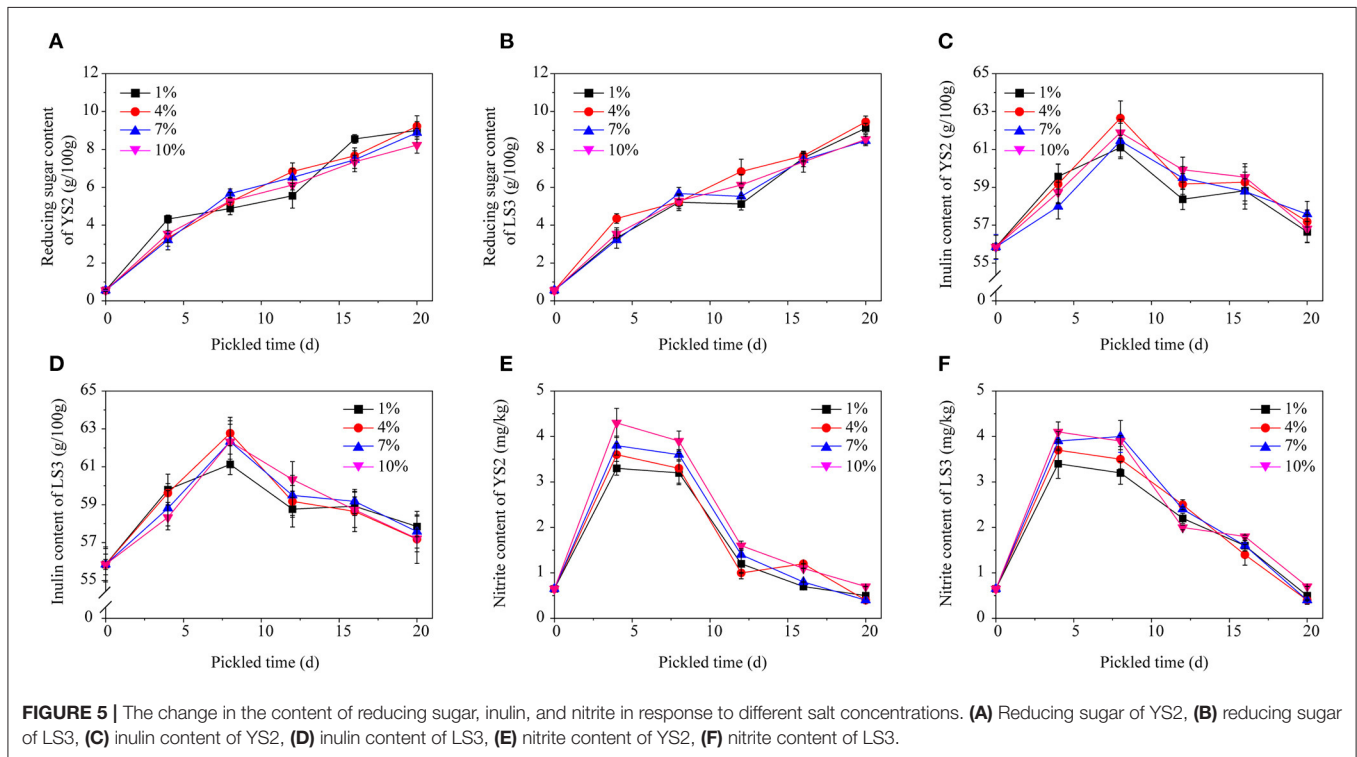 A
Reducing sugar content
of YS2 (g/100g)
12
10
8
6
4
2
0
1%
4%
7%
10%
0 5 10 15 20
Pickled time (d)
B
Reducing sugar content
of LS3 (g/100g)
12
10
8
6
4
2
0
1%
4%
7%
10%
0 5 10 15 20
Pickled time (d)
C
Inulin content of YS2 (g/100g)
65
63
61
59
57
55
0
1%
4%
7%
10%
0 5 10 15 20
Pickled time (d)
D
Inulin content of LS3 (g/100g)
65
63
61
59
57
55
0
1%
4%
7%
10%
0 5 10 15 20
Pickled time (d)
E
Nitrite content of YS2 (mg/kg)
5
4
3
2
1
0
1%
4%
7%
10%
0 5 10 15 20
Pickled time (d)
F
Nitrite content of LS3 (mg/kg)
5
4
3
2
1
0
1%
4%
7%
10%
0 5 10 15 20
Pickled time (d)
FIGURE 5 | The change in the content of reducing sugar, inulin, and nitrite in response to different salt concentrations. (A) Reducing sugar of YS2, (B) reducing sugar
of LS3, (C) inulin content of YS2, (D) inulin content of LS3, (E) nitrite content of YS2, (F) nitrite content of LS3.